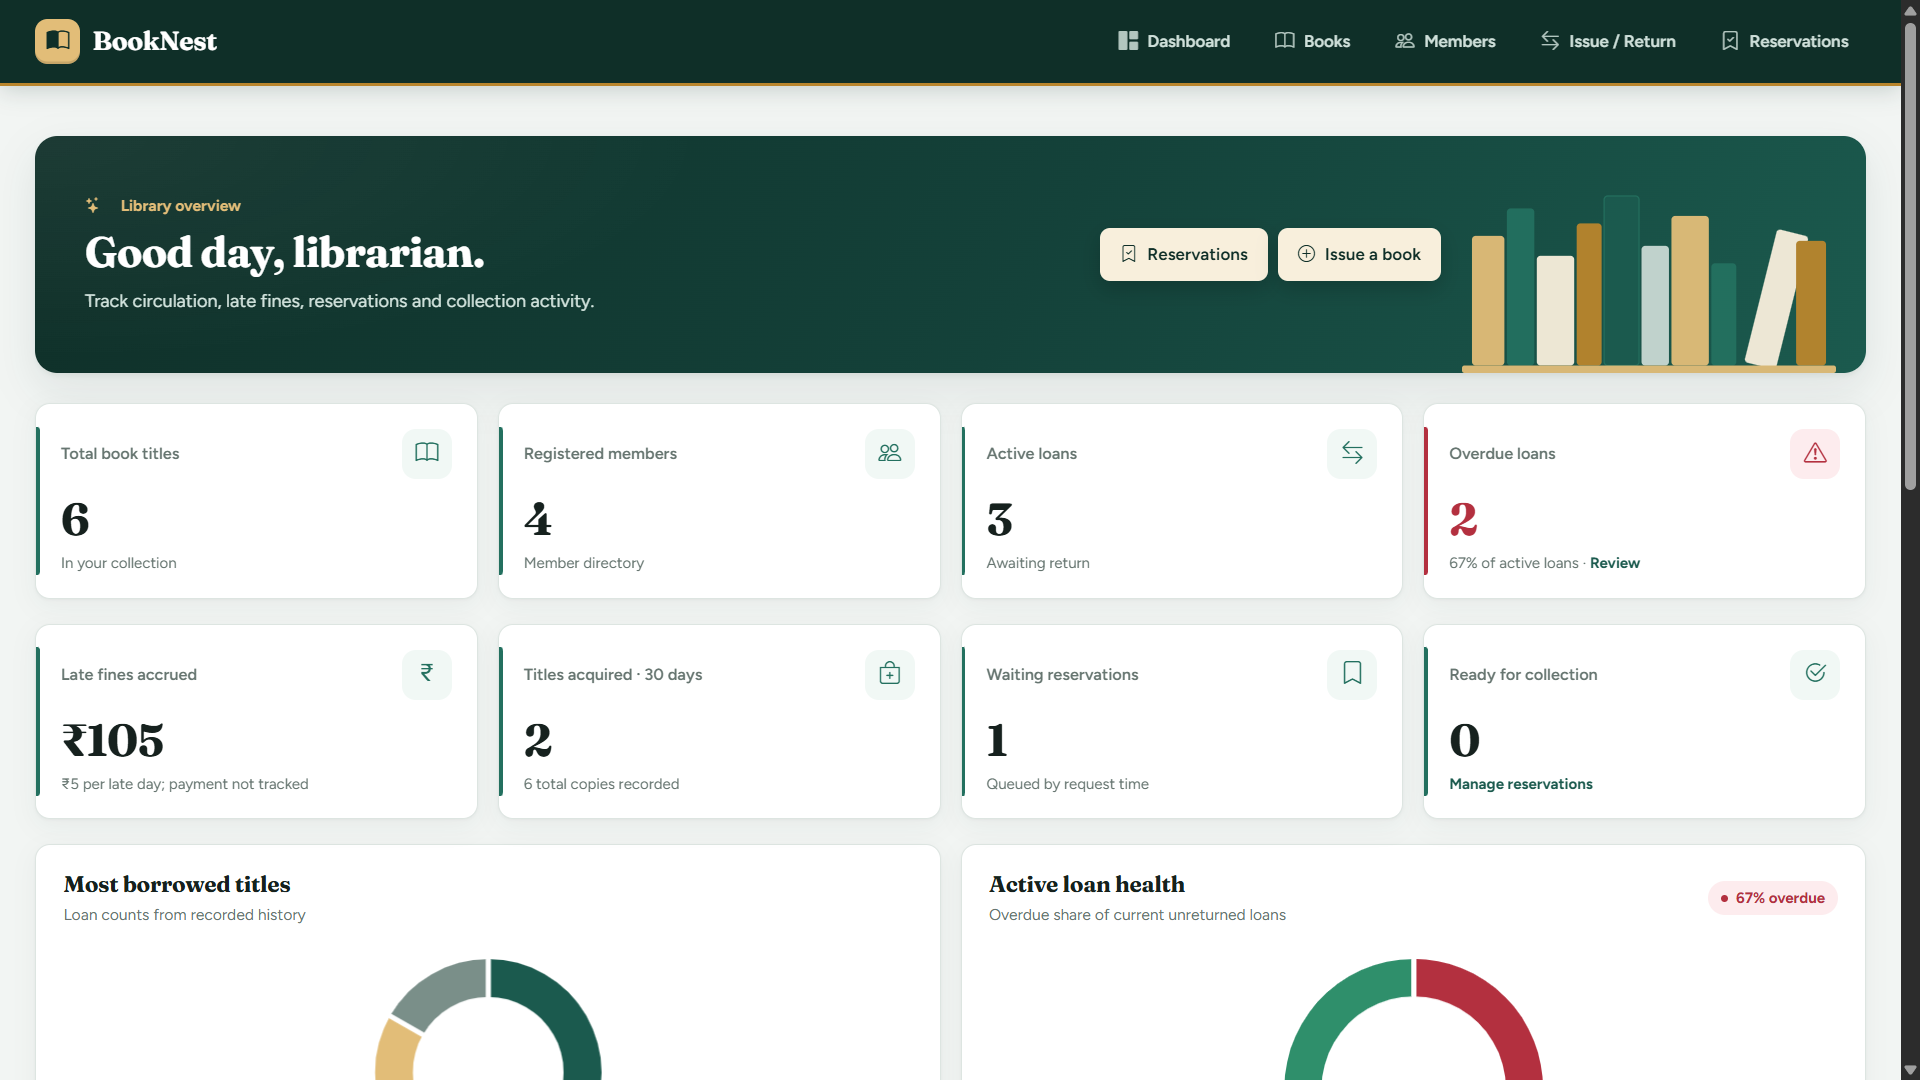 BookNest
Dashboard
Books
Members
Issue / Return
Reservations
Library overview
Good day, librarian.
Track circulation, late fines, reservations and collection activity.
Reservations
Issue a book
Total book titles
6
In your collection
Registered members
4
Member directory
Active loans
3
Awaiting return
Overdue loans
2
67% of active loans · Review
Late fines accrued
₹
₹105
₹5 per late day; payment not tracked
Titles acquired · 30 days
2
6 total copies recorded
Waiting reservations
1
Queued by request time
Ready for collection
0
Manage reservations
Most borrowed titles
Loan counts from recorded history
Active loan health
Overdue share of current unreturned loans
67% overdue